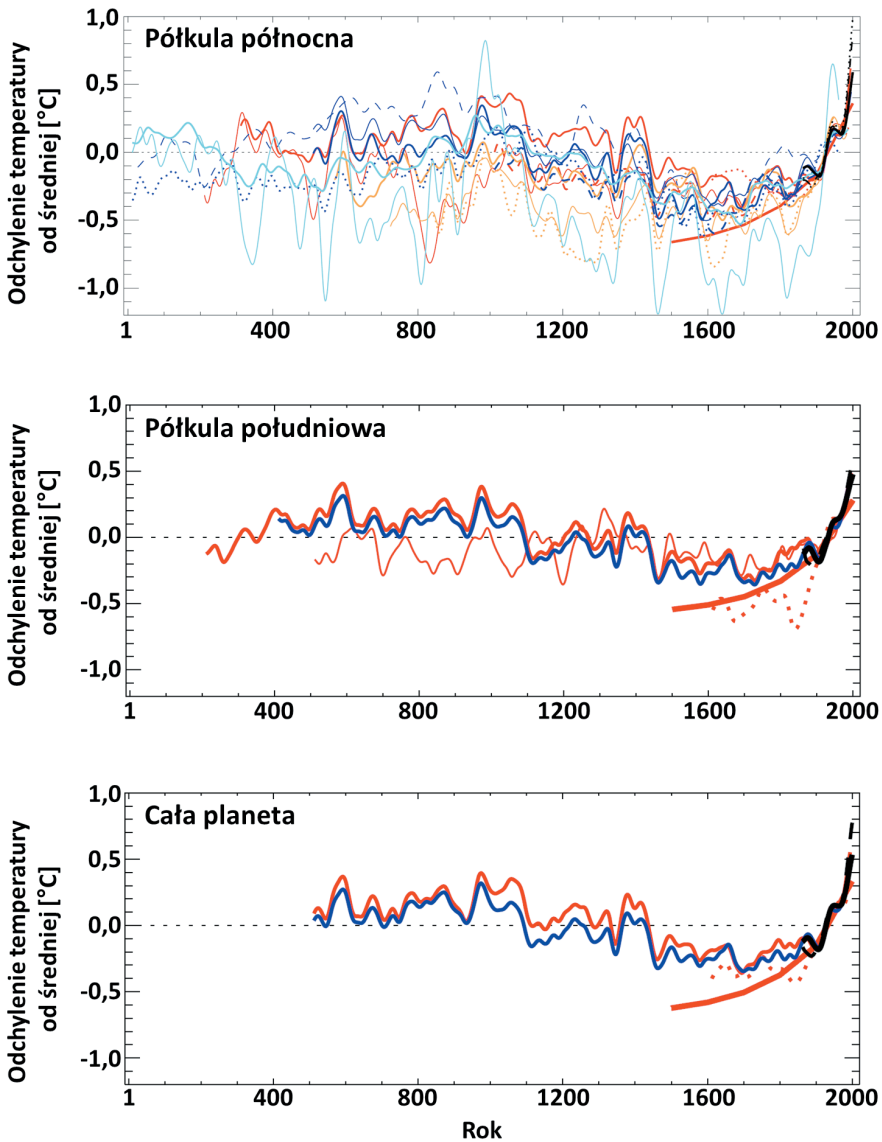 Półkula północna
Odchylenie temperatury
od średniej [°C]
1,0
0,5
0,0
-0,5
-1,0
1 400 800 1200 1600 2000
Półkula południowa
Odchylenie temperatury
od średniej [°C]
1,0
0,5
0,0
-0,5
-1,0
1 400 800 1200 1600 2000
Cała planeta
Odchylenie temperatury
od średniej [°C]
1,0
0,5
0,0
-0,5
-1,0
1 400 800 1200 1600 2000
Rok